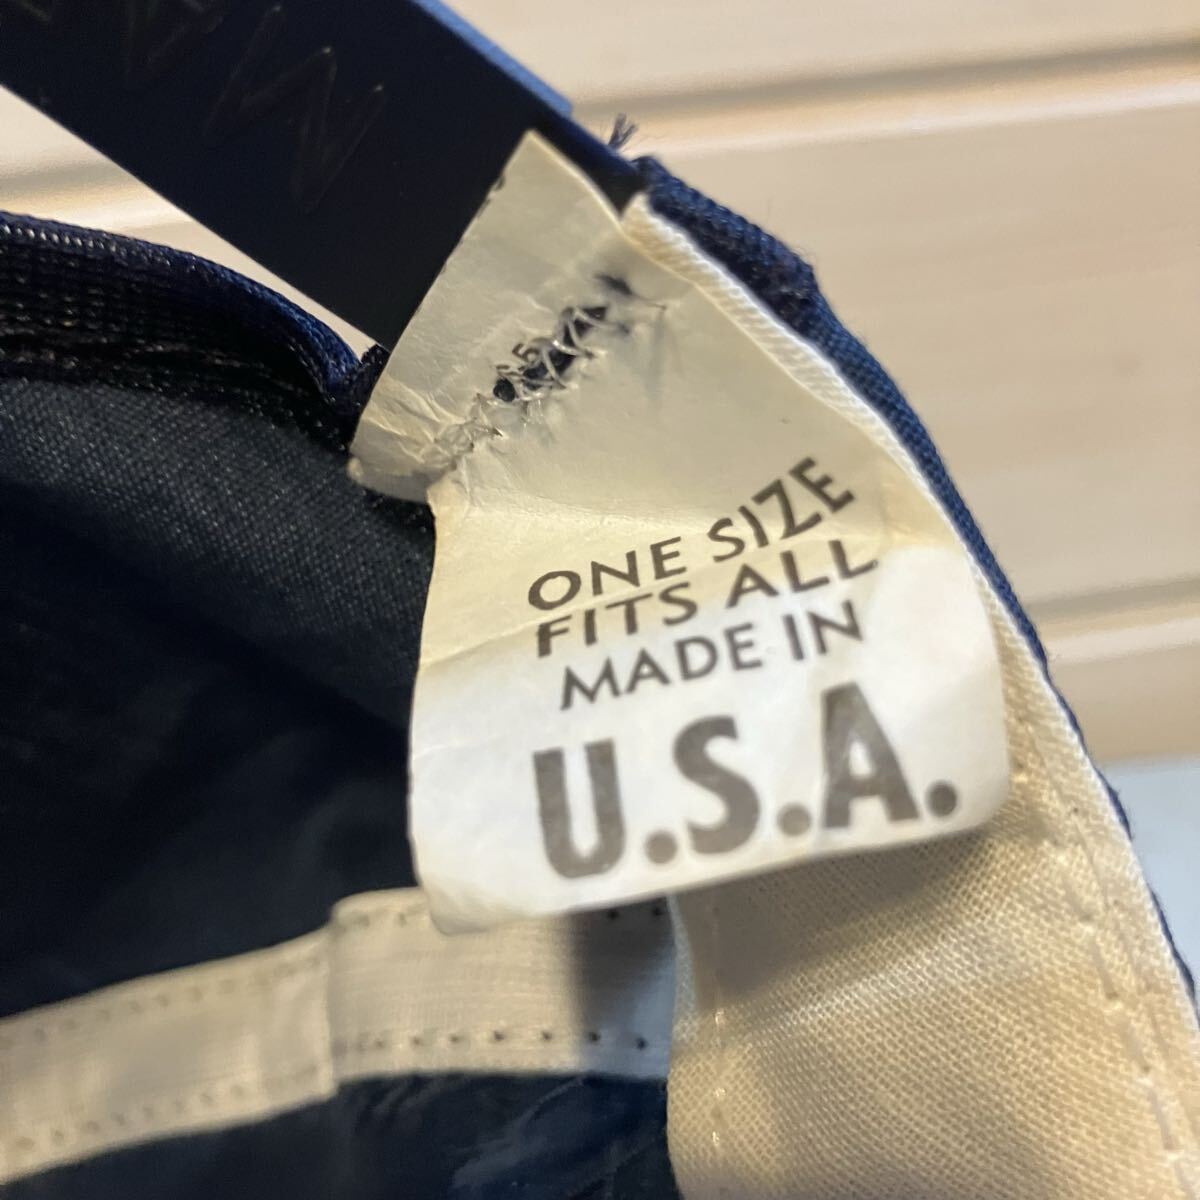 ONE SIZE
FITS ALL
MADE IN
U.S.A.